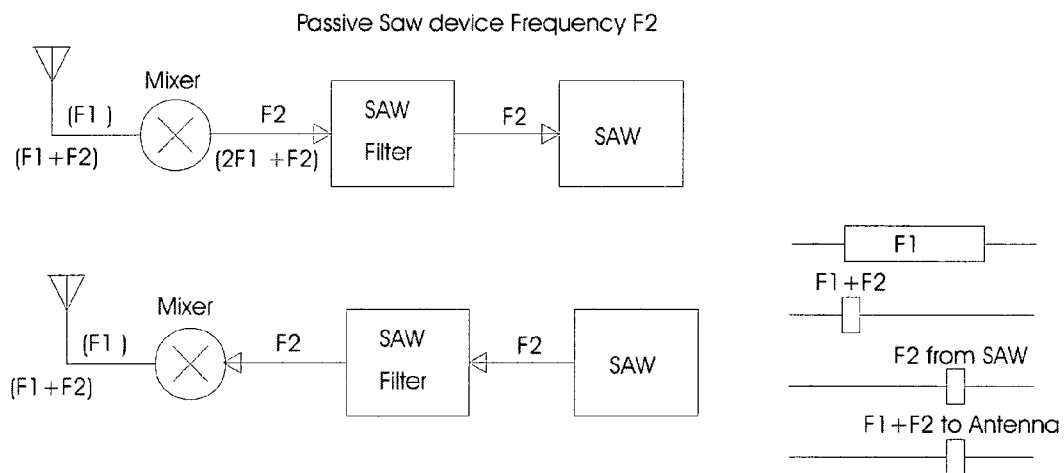 Passive Saw device Frequency F2
Mixer
(F1)
(F1+F2)
F2
(2F1 +F2)
SAW
Filter
F2
SAW
Mixer
(F1)
(F1+F2)
F2
SAW
Filter
F2
SAW
F1
F1+F2
F2 from SAW
F1+F2 to Antenna